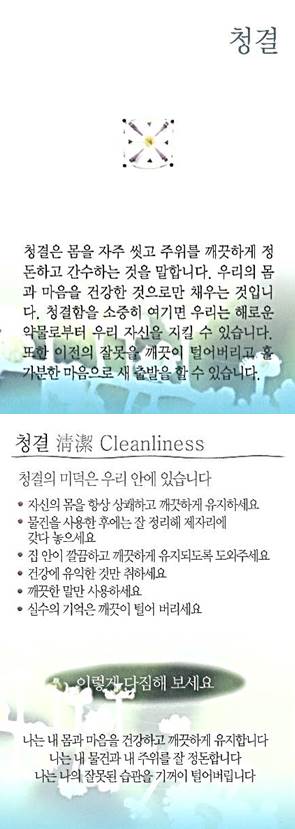 청결
청결은 몸을 자주 씻고 주위를 깨끗하게 정
돈하고 간수하는 것을 말합니다. 우리의 몸
과 마음을 건강한 것으로만 채우는 것입니
다. 청결함을 소중히 여기면 우리는 해로운
약물로부터 우리 자신을 지킬 수 있습니다.
또한 이전의 잘못을 깨끗이 털어버리고 홀
가분한 마음으로 새 출발을 할 수 있습니다.
청결 淸潔 Cleanliness
청결의 미덕은 우리 안에 있습니다
• 자신의 몸을 항상 상쾌하고 깨끗하게 유지하세요
• 물건을 사용한 후에는 잘 정리해 제자리에
갖다 놓으세요
• 집 안이 깔끔하고 깨끗하게 유지되도록 도와주세요
• 건강에 유익한 것만 취하세요
• 깨끗한 말만 사용하세요
• 실수의 기억은 깨끗이 털어 버리세요
이렇게 다짐해 보세요
나는 내 몸과 마음을 건강하고 깨끗하게 유지합니다
나는 내 물건과 내 주위를 잘 정돈합니다
나는 나의 잘못된 습관을 기꺼이 털어버립니다